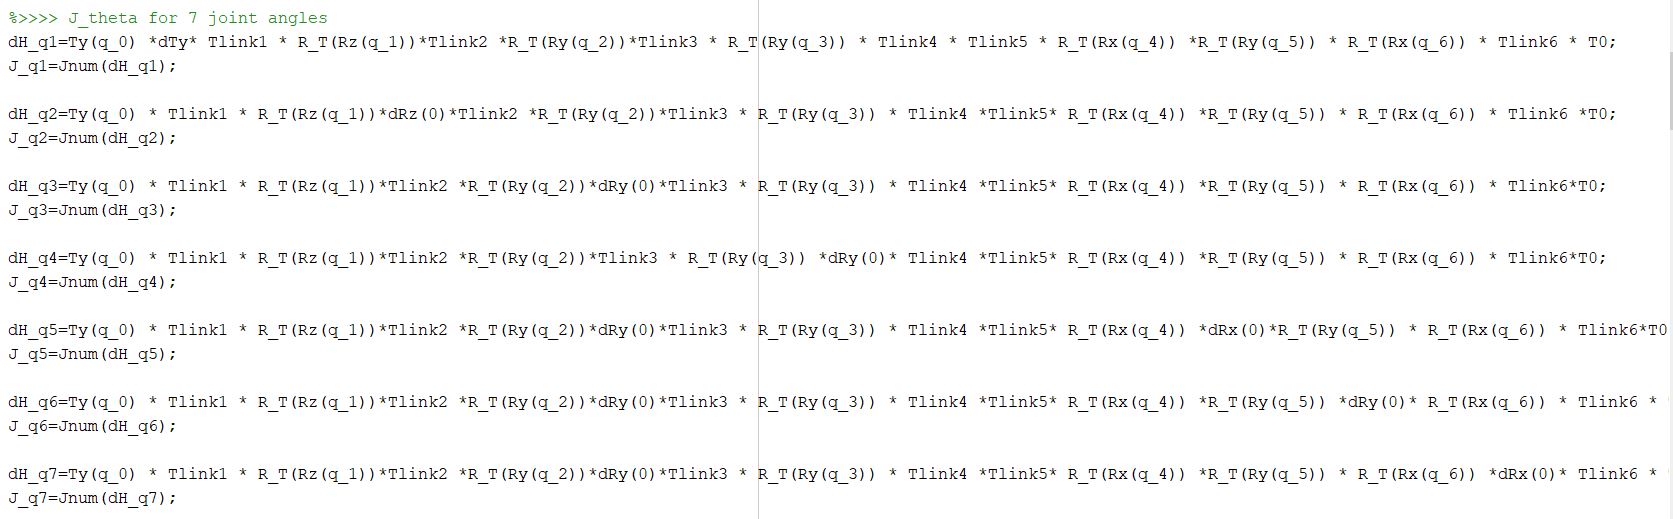 %>>>> J_theta for 7 joint angles
dH_q1=Ty(q_0) *dTy* Tlink1 * R_T(Rz(q_1))*Tlink2 *R_T(Ry(q_2))*Tlink3 * R_T(Ry(q_3)) * Tlink4 * Tlink5 * R_T(Rx(q_4)) *R_T(Ry(q_5)) * R_T(Rx(q_6)) * Tlink6 * T0;
J_q1=Jnum(dH_q1);
dH_q2=Ty(q_0) * Tlink1 * R_T(Rz(q_1))*dRz(0)*Tlink2 *R_T(Ry(q_2))*Tlink3 * R_T(Ry(q_3)) * Tlink4 *Tlink5* R_T(Rx(q_4)) *R_T(Ry(q_5)) * R_T(Rx(q_6)) * Tlink6 *T0;
J_q2=Jnum(dH_q2);
dH_q3=Ty(q_0) * Tlink1 * R_T(Rz(q_1))*Tlink2 *R_T(Ry(q_2))*dRy(0)*Tlink3 * R_T(Ry(q_3)) * Tlink4 *Tlink5* R_T(Rx(q_4)) *R_T(Ry(q_5)) * R_T(Rx(q_6)) * Tlink6*T0;
J_q3=Jnum(dH_q3);
dH_q4=Ty(q_0) * Tlink1 * R_T(Rz(q_1))*Tlink2 *R_T(Ry(q_2))*Tlink3 * R_T(Ry(q_3)) *dRy(0)* Tlink4 *Tlink5* R_T(Rx(q_4)) *R_T(Ry(q_5)) * R_T(Rx(q_6)) * Tlink6*T0;
J_q4=Jnum(dH_q4);
dH_q5=Ty(q_0) * Tlink1 * R_T(Rz(q_1))*Tlink2 *R_T(Ry(q_2))*dRy(0)*Tlink3 * R_T(Ry(q_3)) * Tlink4 *Tlink5* R_T(Rx(q_4)) *dRx(0)*R_T(Ry(q_5)) * R_T(Rx(q_6)) * Tlink6*T0
J_q5=Jnum(dH_q5);
dH_q6=Ty(q_0) * Tlink1 * R_T(Rz(q_1))*Tlink2 *R_T(Ry(q_2))*dRy(0)*Tlink3 * R_T(Ry(q_3)) * Tlink4 *Tlink5* R_T(Rx(q_4)) *R_T(Ry(q_5)) *dRy(0)* R_T(Rx(q_6)) * Tlink6 *
J_q6=Jnum(dH_q6);
dH_q7=Ty(q_0) * Tlink1 * R_T(Rz(q_1))*Tlink2 *R_T(Ry(q_2))*dRy(0)*Tlink3 * R_T(Ry(q_3)) * Tlink4 *Tlink5* R_T(Rx(q_4)) *R_T(Ry(q_5)) * R_T(Rx(q_6)) *dRx(0)* Tlink6 *
J_q7=Jnum(dH_q7);